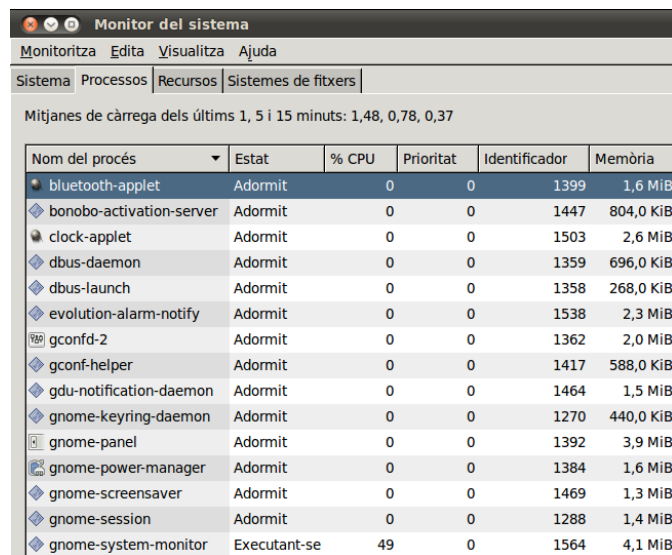 Monitor del sistema
Monitoritza Edita Visualitza Ajuda
Sistema Processos Recursos Sistemes de fitxers
Mitjanes de càrrega dels últims 1, 5 i 15 minuts: 1,48, 0,78, 0,37
Nom del procés Estat % CPU Prioritat Identificador Memòria
bluetooth-applet Adormit 0 0 1399 1,6 MiB
bonobo-activation-server Adormit 0 0 1447 804,0 KiB
clock-applet Adormit 0 0 1503 2,6 MiB
dbus-daemon Adormit 0 0 1359 696,0 KiB
dbus-launch Adormit 0 0 1358 268,0 KiB
evolution-alarm-notify Adormit 0 0 1538 2,3 MiB
gconfd-2 Adormit 0 0 1362 2,0 MiB
gconf-helper Adormit 0 0 1417 588,0 KiB
gdu-notification-daemon Adormit 0 0 1464 1,5 MiB
gnome-keyring-daemon Adormit 0 0 1270 440,0 KiB
gnome-panel Adormit 0 0 1392 3,9 MiB
gnome-power-manager Adormit 0 0 1384 1,6 MiB
gnome-screensaver Adormit 0 0 1469 1,3 MiB
gnome-session Adormit 0 0 1288 1,4 MiB
gnome-system-monitor Executant-se 49 0 1564 4,1 MiB